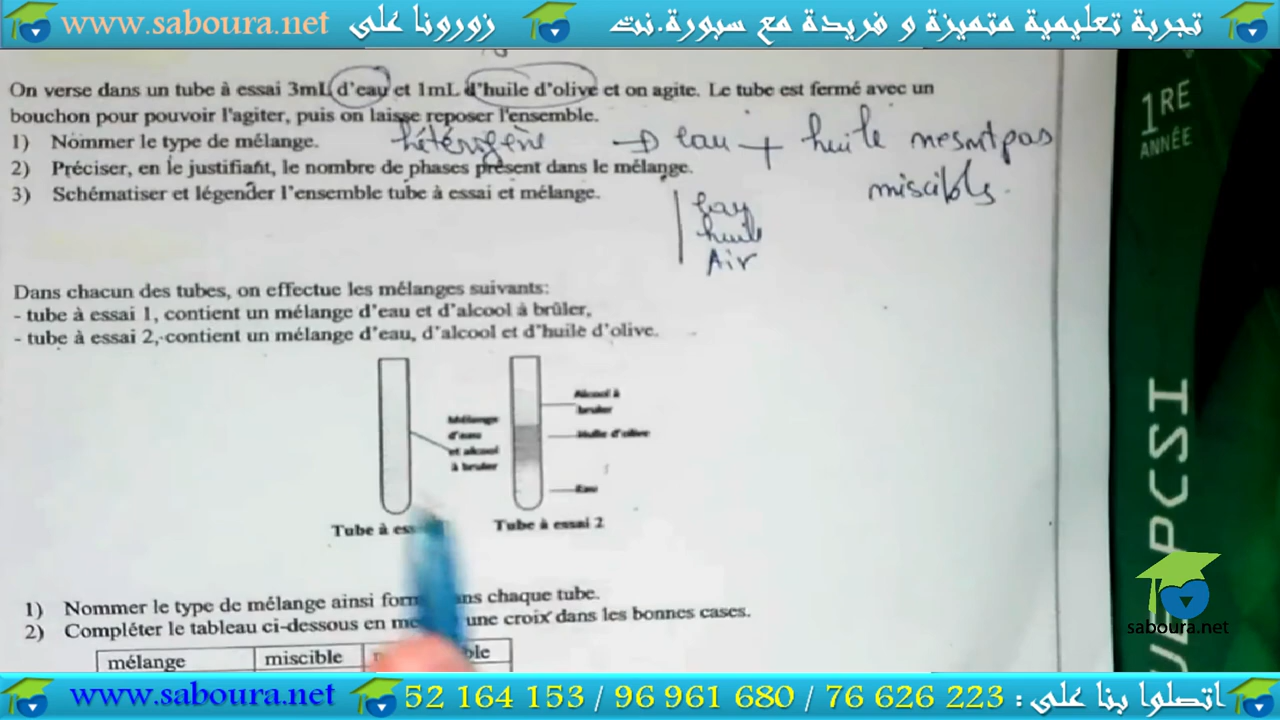 www.saboura.net زورونا على تجربة تعليمية متميزة و فريدة مع سبورة.نت
On verse dans un tube à essai 3mL d'eau et 1mL d'huile d'olive et on agite. Le tube est fermé avec un
bouchon pour pouvoir l'agiter, puis on laisse reposer l'ensemble.
1) Nommer le type de mélange. hétérogène → eau + huile
miscibls.
2) Préciser, en le justifiant, le nombre de phases présent dans le mélange.
3) Schématiser et légender l'ensemble tube à essai et mélange.
eau
huile
Air
Dans chacun des tubes, on effectue les mélanges suivants:
- tube à essai 1, contient un mélange d'eau et d'alcool à brûler,
- tube à essai 2, contient un mélange d'eau, d'alcool et d'huile d'olive.
Mélange
d'eau
et alcool
à bruler
Alcool à
bruler
Huile d'olive
Eau
Tube à
Tube à essai 2
1) Nommer le type de mélange ainsi chaque tube.
2) Compléter le tableau ci-dessous en une croix dans les bonnes cases.
mélange miscible
1RE
ANNÉE
PCSI
saboura.net
www.saboura.net 52 164 153 / 96 961 680 / 76 626 223 : اتصلوا بنا على